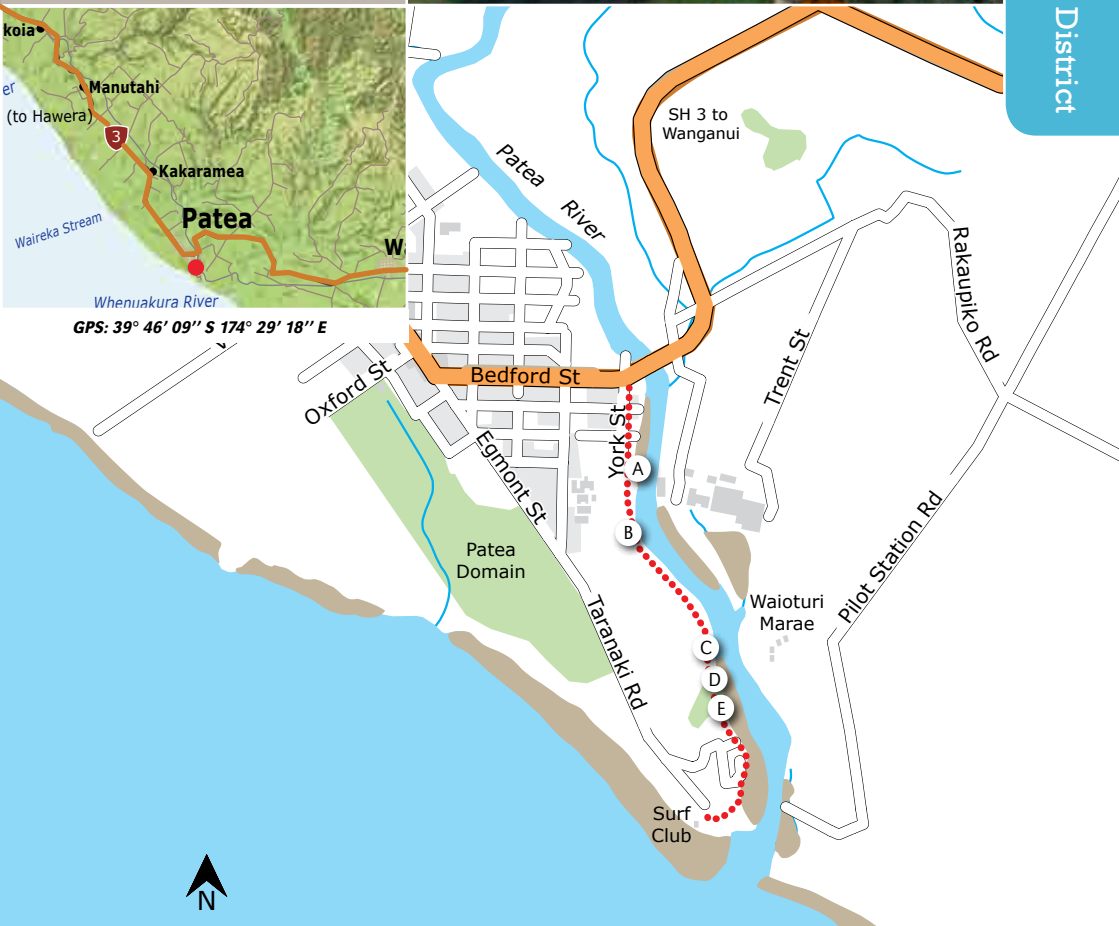 District
koia
Manutahi
(to Hawera)
3
Kakaramea
Patea
Waireka Stream
Whenuakura River
GPS: 39° 46’ 09’’ S 174° 29’ 18’’ E
SH 3 to
Wanganui
Patea
River
Rakaupiko Rd
Trent St
Bedford St
Oxford St
York St
Egmont St
A
B
Patea
Domain
Pilot Station Rd
Waioturi
Marae
Taranaki Rd
C
D
E
Surf
Club
N